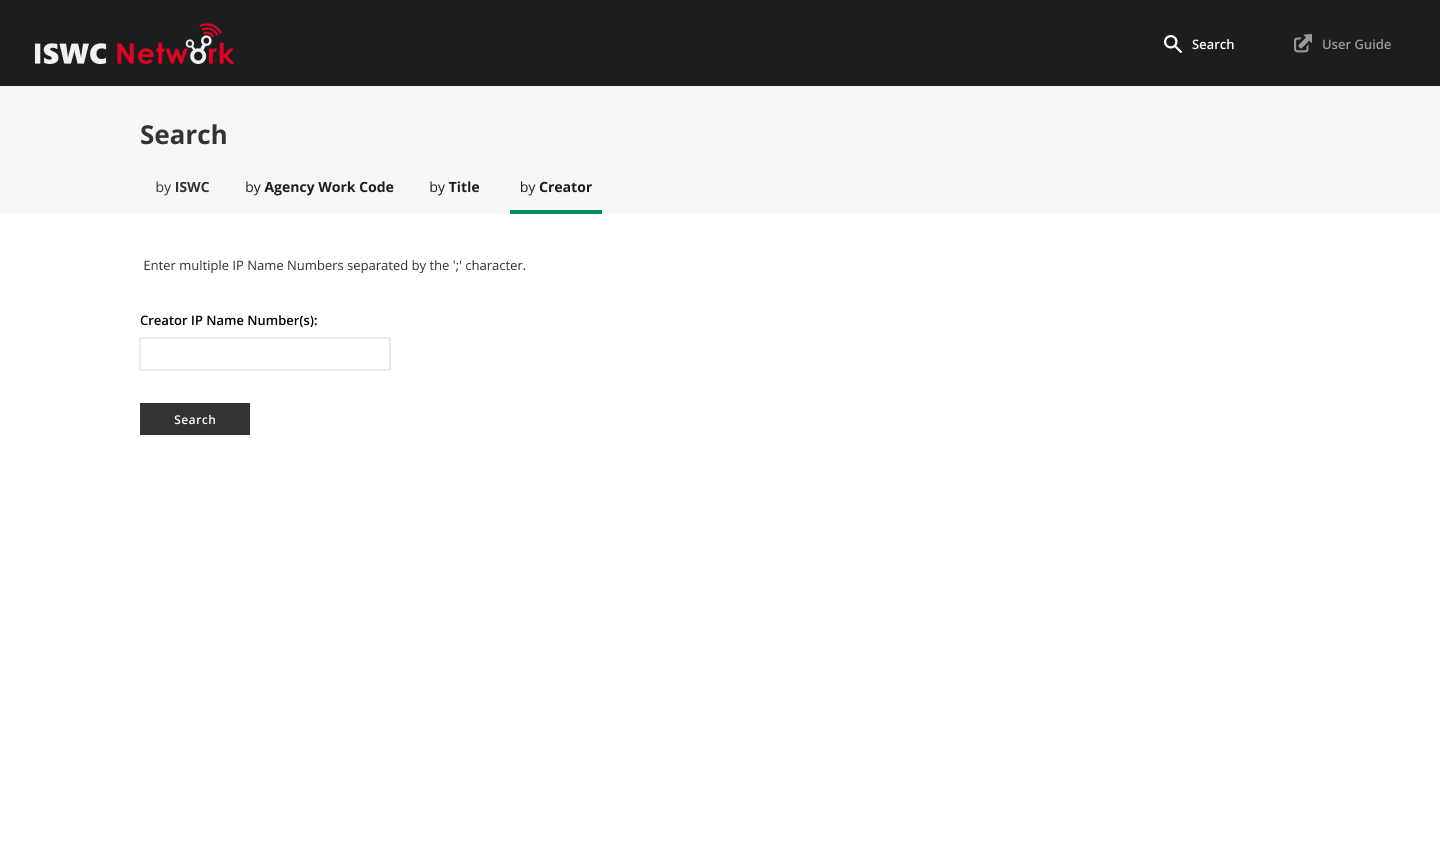 ISWC Network
Search
User Guide
Search
by ISWC
by Agency Work Code
by Title
by Creator
Enter multiple IP Name Numbers separated by the ';' character.
Creator IP Name Number(s):
Search